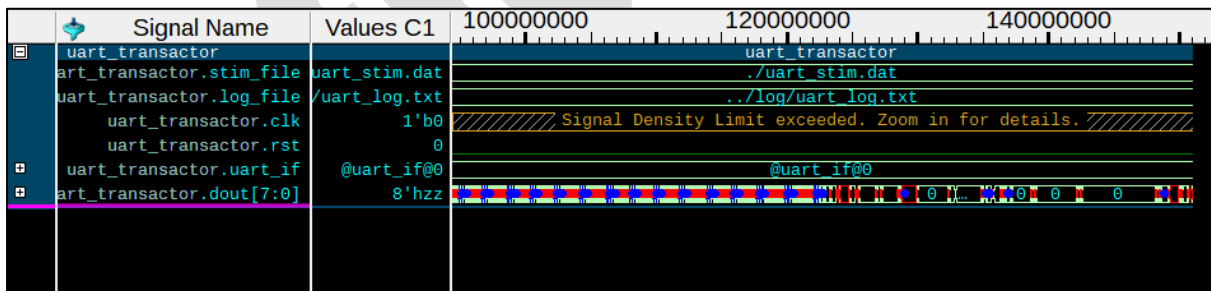 Signal Name Values C1 100000000 120000000 140000000
uart_transactor uart_transactor
art_transactor.stim_file uart_stim.dat ./uart_stim.dat
uart_transactor.log_file /uart_log.txt ../log/uart_log.txt
uart_transactor.clk 1'b0 Signal Density Limit exceeded. Zoom in for details.
uart_transactor.rst 0
uart_transactor.uart_if @uart_if@0 @uart_if@0
art_transactor.dout[7:0] 8'hzz 0 ... 0 0 0